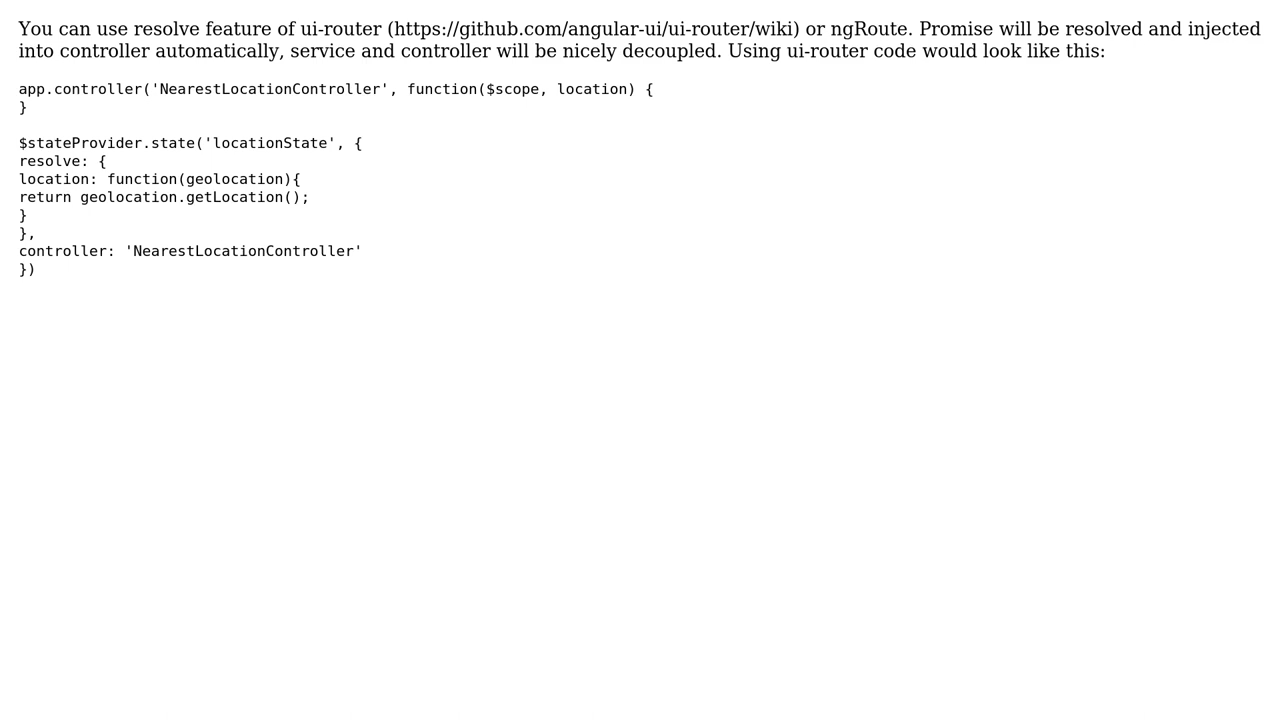 You can use resolve feature of ui-router (https://github.com/angular-ui/ui-router/wiki) or ngRoute. Promise will be resolved and injected
into controller automatically, service and controller will be nicely decoupled. Using ui-router code would look like this:
app.controller('NearestLocationController', function($scope, location) {
}
$stateProvider.state('locationState', {
resolve: {
location: function(geolocation){
return geolocation.getLocation();
}
},
controller: 'NearestLocationController'
})